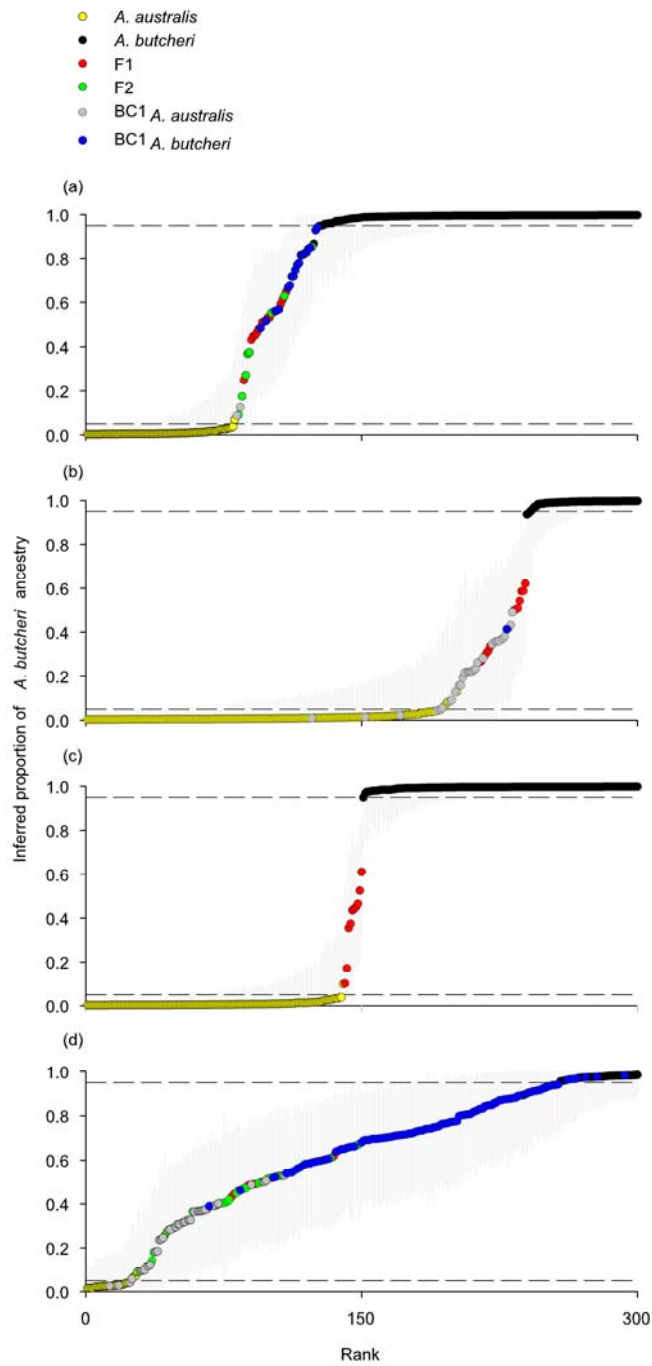 A. australis
A. butcheri
F1
F2
BC1 A. australis
BC1 A. butcheri
(a)
1.0
0.8
0.6
0.4
0.2
0.0
(b)
1.0
0.8
0.6
0.4
0.2
0.0
Inferred proportion of A. butcheri ancestry
(c)
1.0
0.8
0.6
0.4
0.2
0.0
(d)
1.0
0.8
0.6
0.4
0.2
0.0
0 150 300
Rank